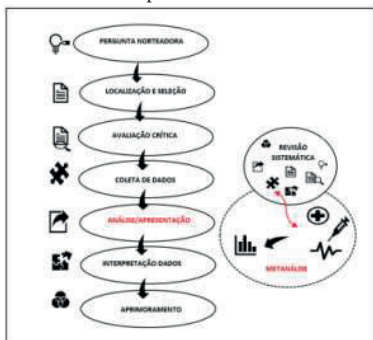 PERGUNTA NORTEADORA
LOCALIZAÇÃO E SELEÇÃO
AVALIAÇÃO CRÍTICA
COLETA DE DADOS
ANÁLISE/APRESENTAÇÃO
INTERPRETAÇÃO DADOS
APRIMORAMENTO
REVISÃO
SISTEMÁTICA
METANÁLISE